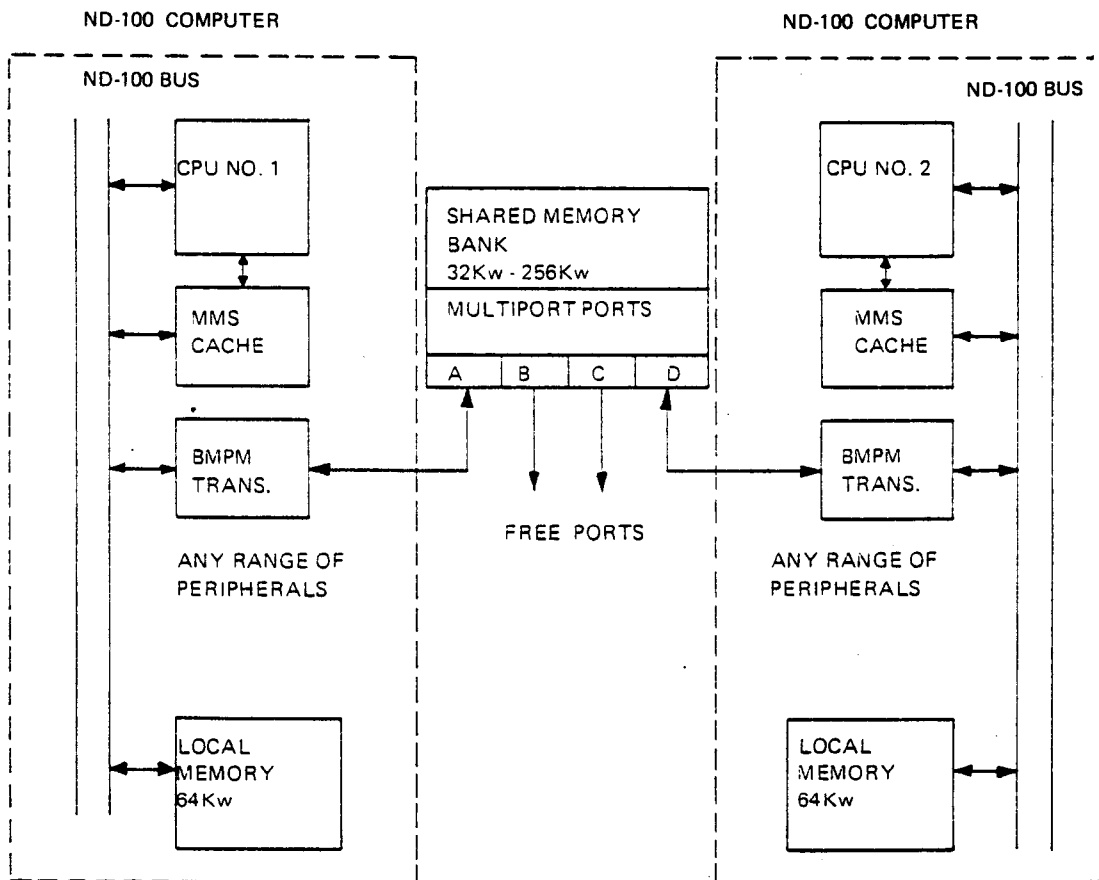 ND-100 COMPUTER
ND-100 BUS
CPU NO. 1
MMS
CACHE
BMPM
TRANS.
ANY RANGE OF
PERIPHERALS
LOCAL
MEMORY
64Kw
SHARED MEMORY
BANK
32Kw - 256Kw
MULTIPORT PORTS
A B C D
FREE PORTS
ND-100 COMPUTER
ND-100 BUS
CPU NO. 2
MMS
CACHE
BMPM
TRANS.
ANY RANGE OF
PERIPHERALS
LOCAL
MEMORY
64Kw